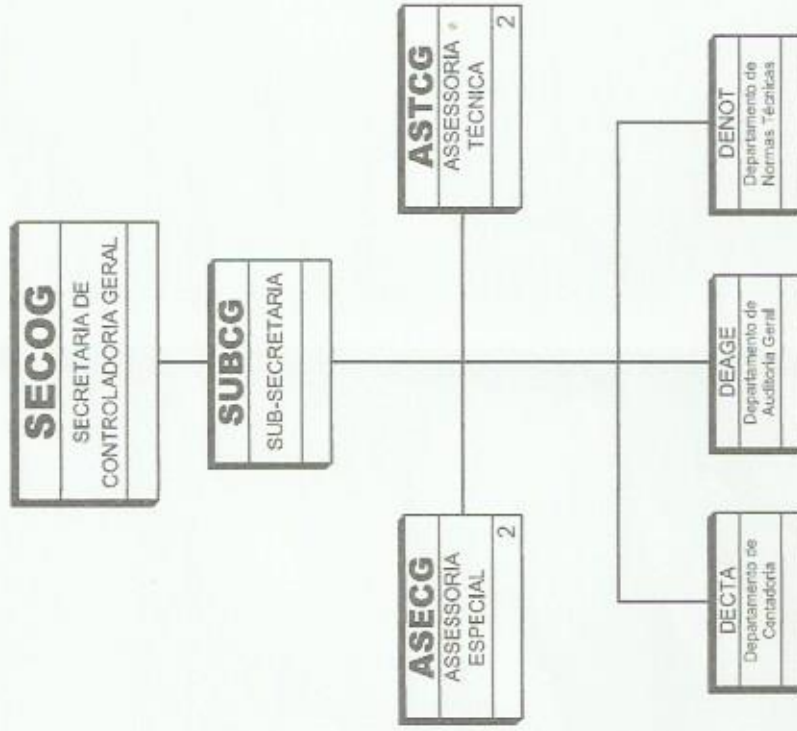 SECOG
SECRETARIA DE
CONTROLADORIA GERAL
SUBCG
SUB-SECRETARIA
ASECG
ASSESSORIA
ESPECIAL
2
ASTCG
ASSESSORIA
TÉCNICA
2
DECTA
Departamento de
Contadoria
DEAGE
Departamento de
Auditoria Geral
DENOT
Departamento de
Normas Técnicas